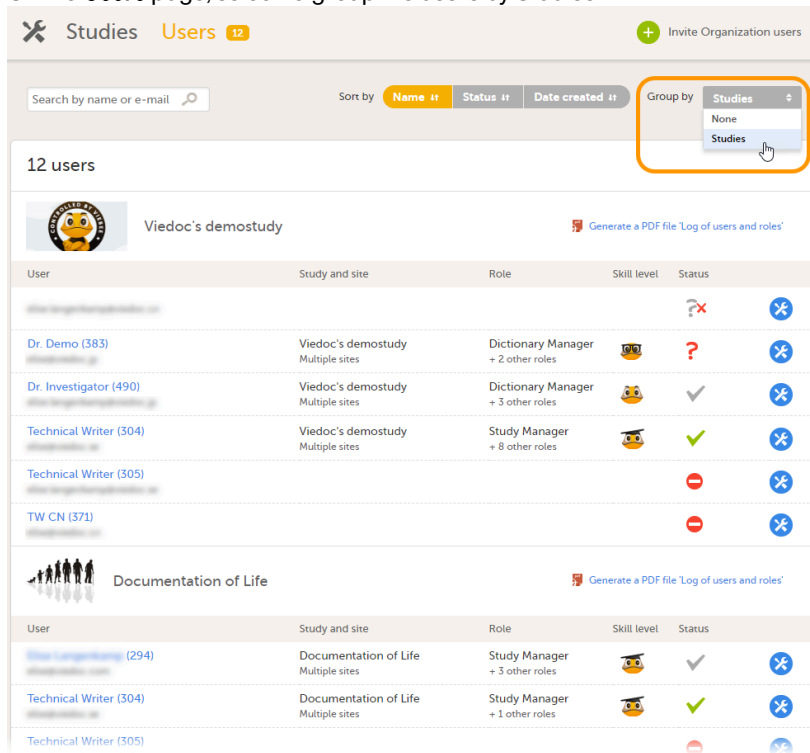 Studies Users 12 Invite Organization users
Search by name or e-mail Sort by Name Status Date created Group by Studies
None
Studies
12 users
CONTROLLED BY VIEDOC
Viedoc's demostudy Generate a PDF file 'Log of users and roles'
User Study and site Role Skill level Status
Dr. Demo (383) Viedoc's demostudy Dictionary Manager
Multiple sites + 2 other roles
Dr. Investigator (490) Viedoc's demostudy Dictionary Manager
Multiple sites + 3 other roles
Technical Writer (304) Viedoc's demostudy Study Manager
Multiple sites + 8 other roles
Technical Writer (305)
TW CN (371)
Documentation of Life Generate a PDF file 'Log of users and roles'
User Study and site Role Skill level Status
(294) Documentation of Life Study Manager
Multiple sites + 3 other roles
Technical Writer (304) Documentation of Life Study Manager
Multiple sites + 1 other roles
Technical Writer (305)